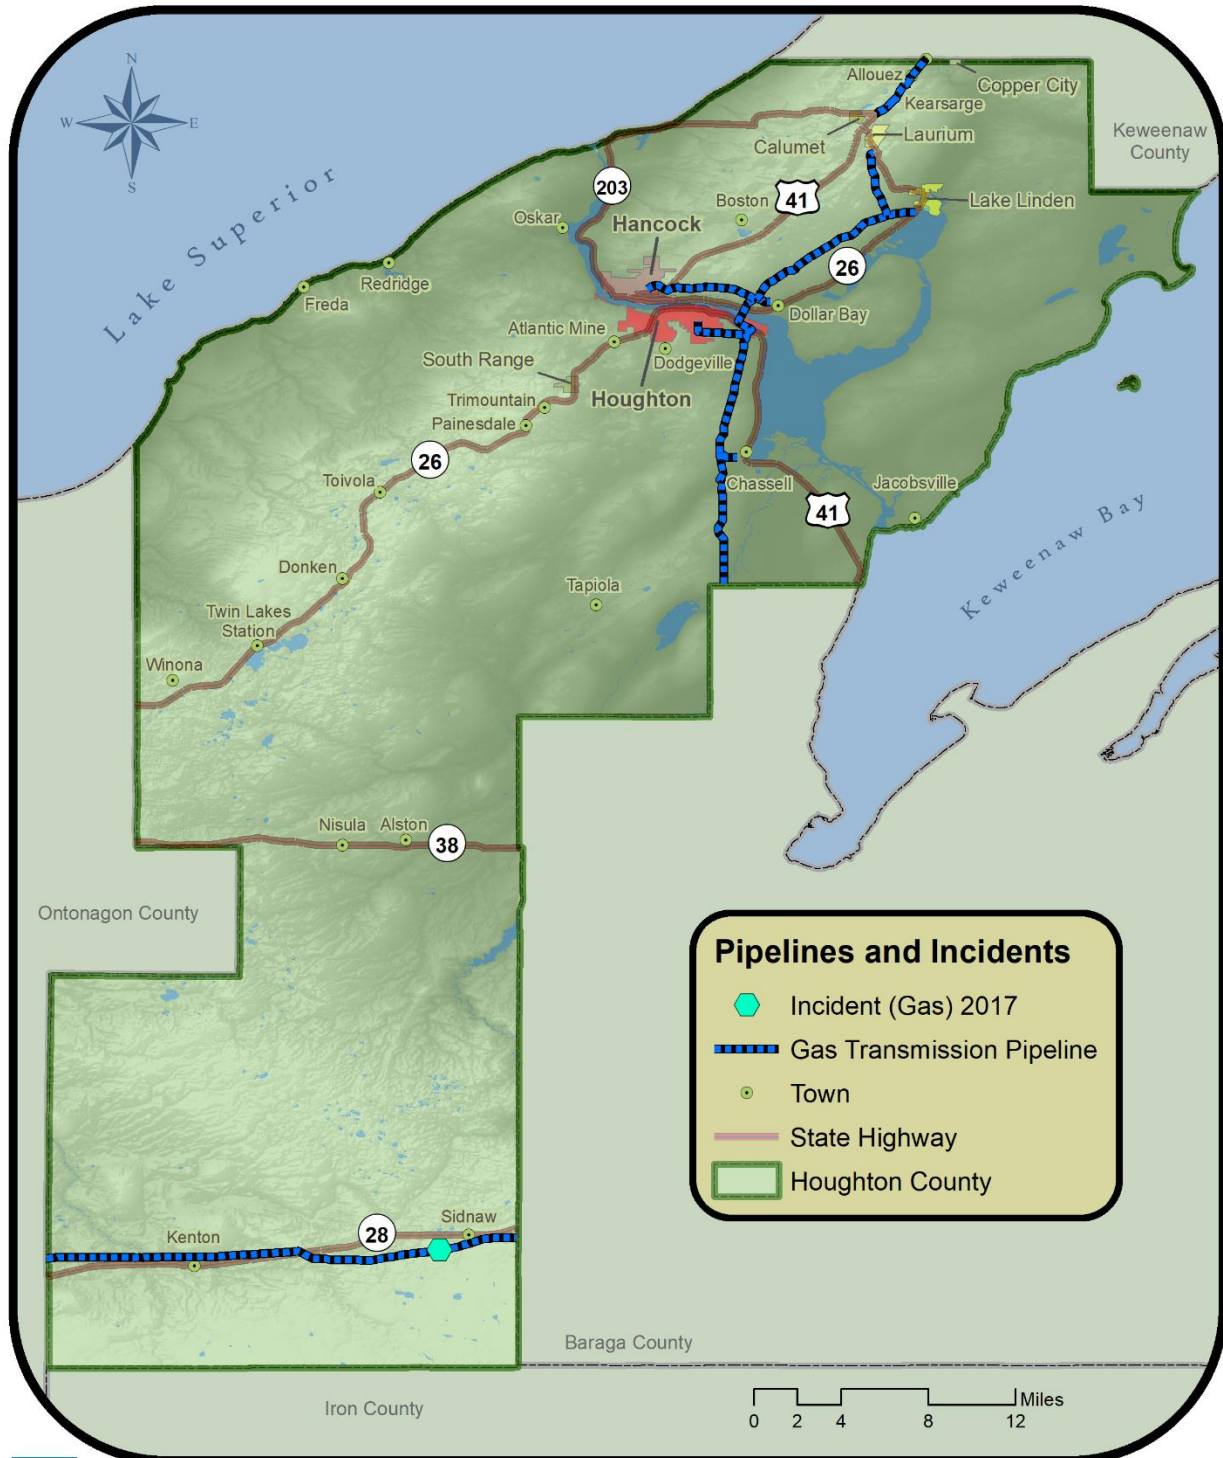 N
W
E
S
Lake Superior
Allouez
Copper City
Kearsarge
Calumet
Laurium
Keweenaw
County
203
Boston
41
Lake Linden
Oskar
Hancock
Redridge
Freda
26
Dollar Bay
Atlantic Mine
Dodgeville
South Range
Houghton
Trimountain
Painesdale
26
Toivola
Chassell
Jacobsville
41
Keweenaw Bay
Donken
Tapiola
Twin Lakes
Station
Winona
Nisula
Alston
38
Ontonagon County
Pipelines and Incidents
Incident (Gas) 2017
Gas Transmission Pipeline
Town
State Highway
Houghton County
Kenton
28
Sidnaw
Baraga County
Iron County
Miles
0 2 4 8 12